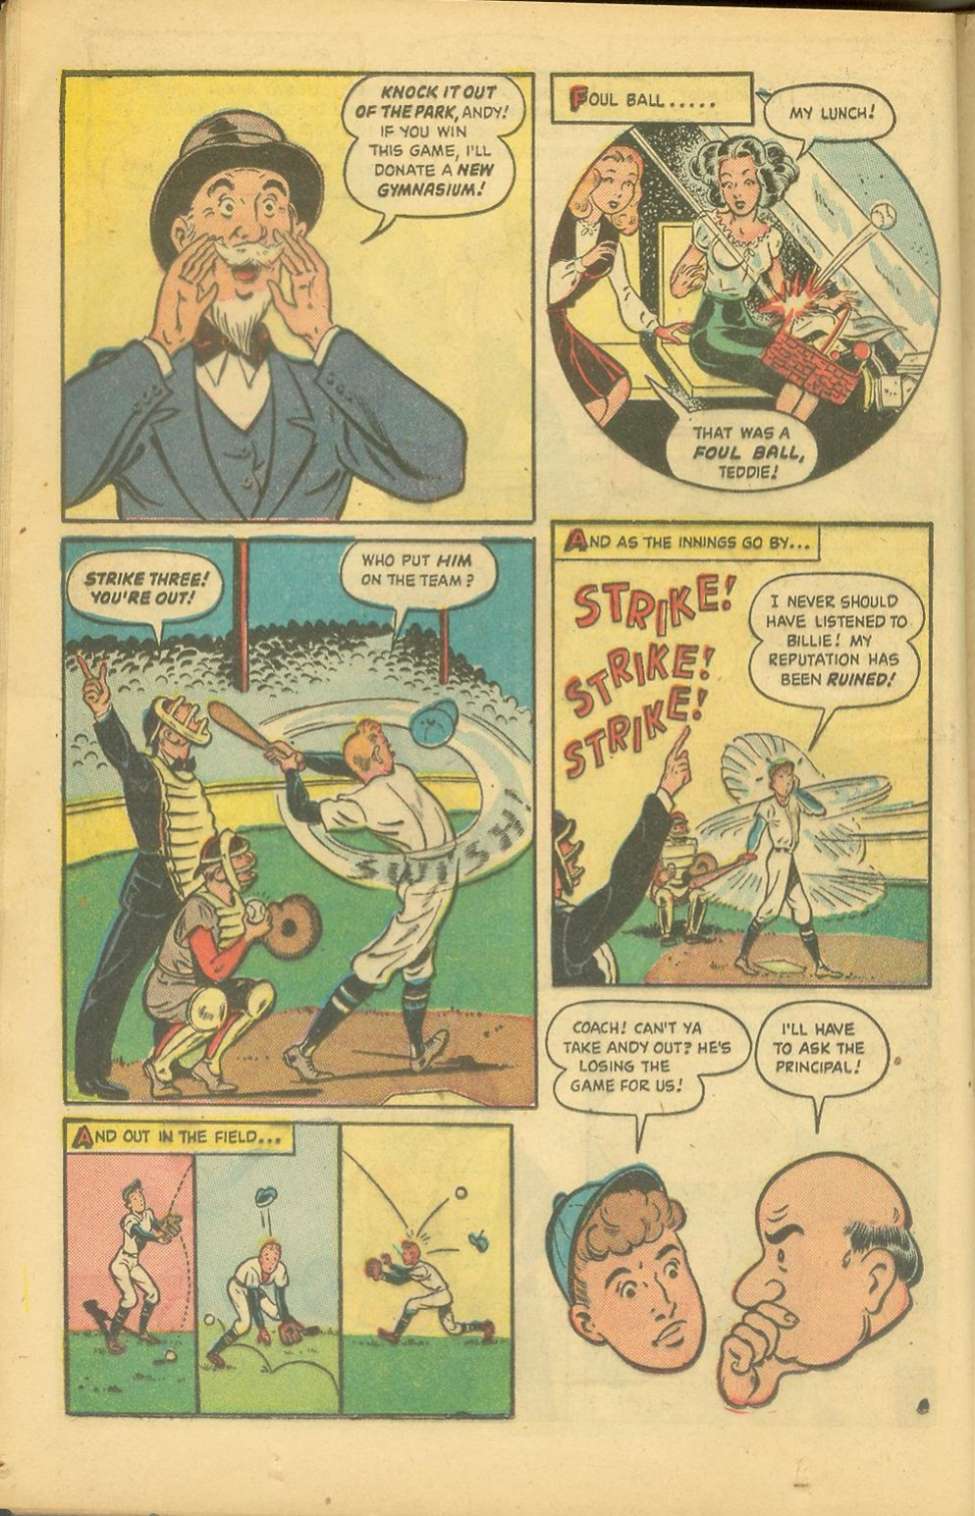 KNOCK IT OUT
OF THE PARK, ANDY!
IF YOU WIN
THIS GAME, I'LL
DONATE A NEW
GYMNASIUM!
FOUL BALL.....
MY LUNCH!
THAT WAS A
FOUL BALL,
TEDDIE!
STRIKE THREE!
YOU'RE OUT!
WHO PUT HIM
ON THE TEAM?
SWISH!
AND AS THE INNINGS GO BY...
STRIKE!
STRIKE!
STRIKE!
I NEVER SHOULD
HAVE LISTENED TO
BILLIE! MY
REPUTATION HAS
BEEN RUINED!
AND OUT IN THE FIELD...
COACH! CAN'T YA
TAKE ANDY OUT? HE'S
LOSING THE
GAME FOR US!
I'LL HAVE
TO ASK THE
PRINCIPAL!